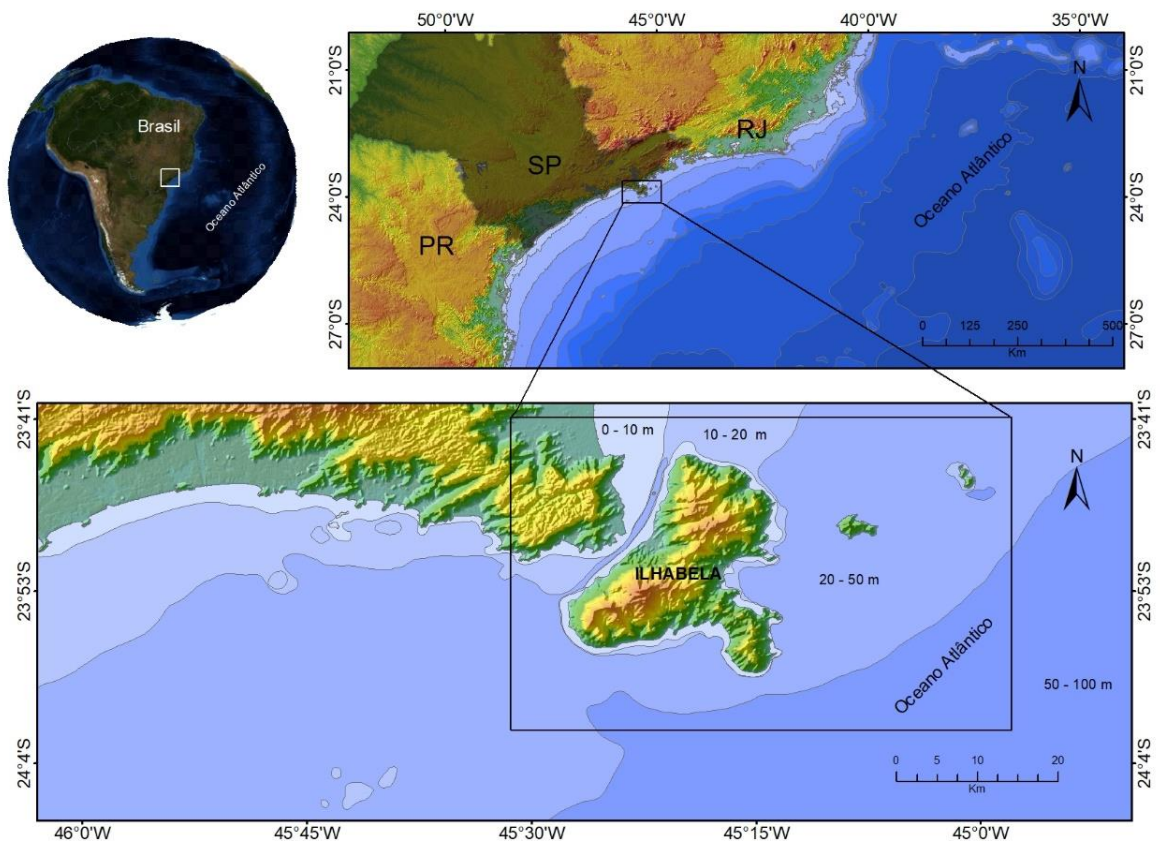 Brasil
Oceano Atlântico
50°0'W 45°0'W 40°0'W 35°0'W
21°0'S
24°0'S
27°0'S
21°0'S
24°0'S
27°0'S
N
RJ
SP
PR
Oceano Atlântico
0 125 250 500
Km
23°41'S
23°53'S
24°4'S
23°41'S
23°53'S
24°4'S
0 - 10 m
10 - 20 m
N
ILHABELA
20 - 50 m
Oceano Atlântico
50 - 100 m
0 5 10 20
Km
46°0'W 45°45'W 45°30'W 45°15'W 45°0'W